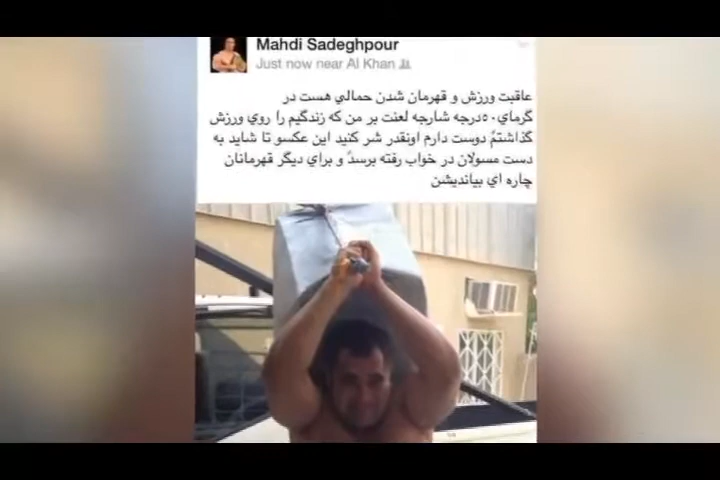 Mahdi Sadeghpour
Just now near Al Khan
عاقبت ورزش و قهرمان شدن حمالي هست در
گرماي ٥٠درجه شارجه لعنت بر من كه زندگيم را روي ورزش
گذاشتم دوست دارم اونقدر شر كنيد اين عكسو تا شايد به
دست مسولان در خواب رفته برسد و براي ديگر قهرمانان
چاره اي بيانديشن